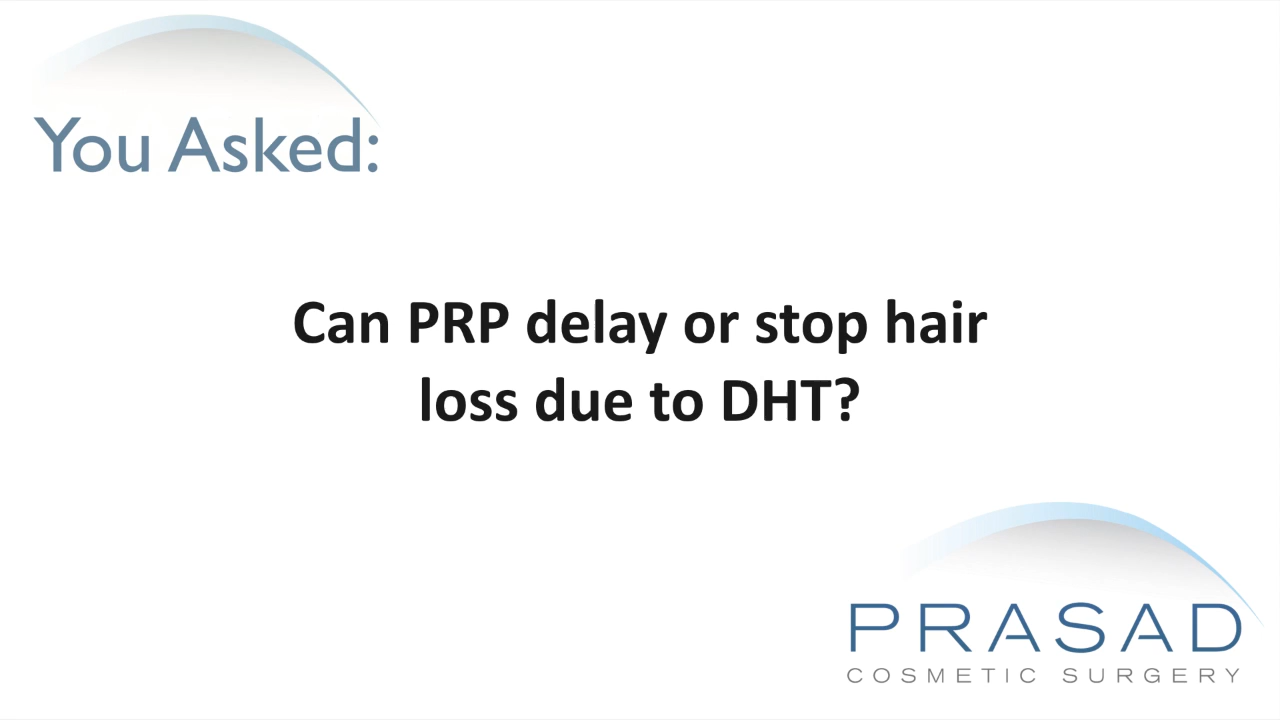 You Asked:
Can PRP delay or stop hair
loss due to DHT?
PRASAD
COSMETIC SURGERY